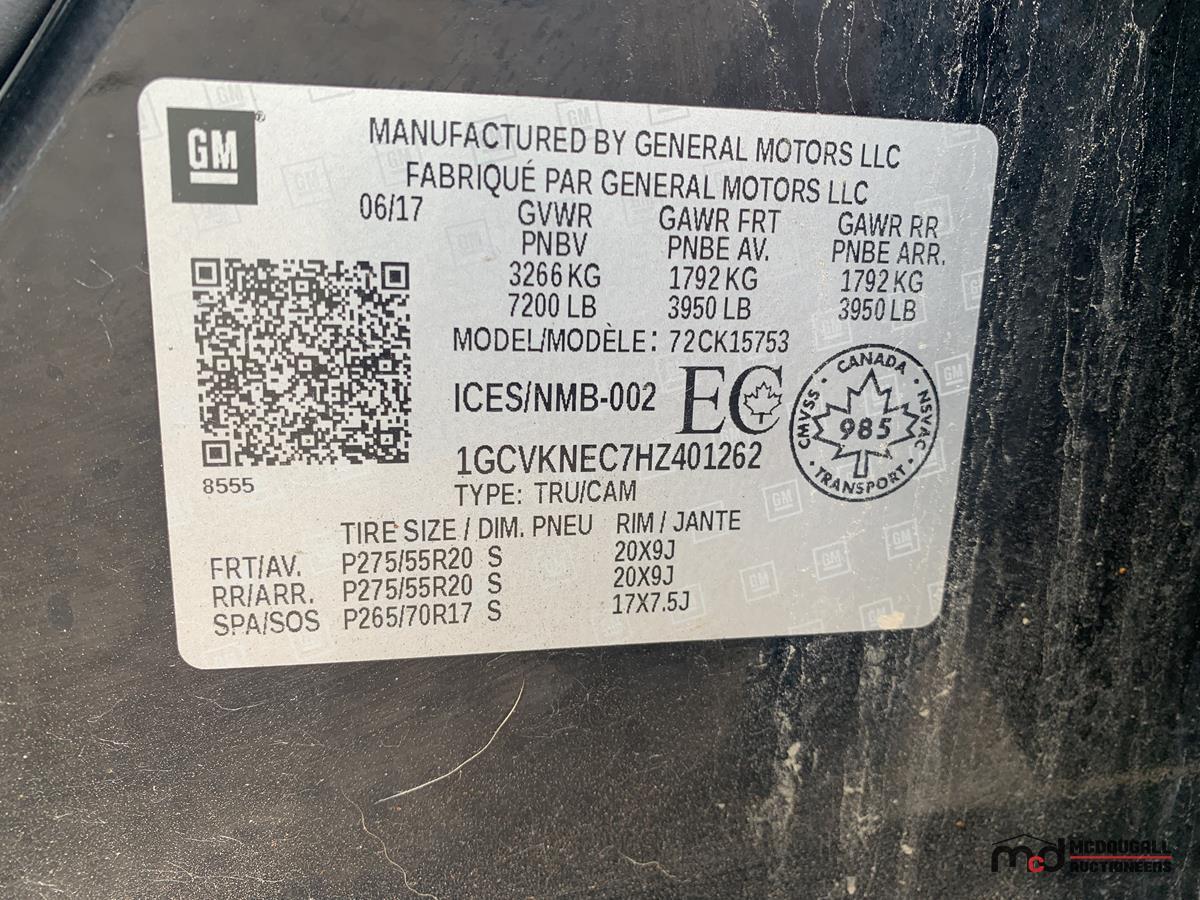 GM
MANUFACTURED BY GENERAL MOTORS LLC
FABRIQUÉ PAR GENERAL MOTORS LLC
06/17 GVWR GAWR FRT GAWR RR
PNBV PNBE AV. PNBE ARR.
3266 KG 1792 KG 1792 KG
7200 LB 3950 LB 3950 LB
MODEL/MODÈLE: 72CK15753
ICES/NMB-002 EC
CANADA
CMVSS · NSVAC
985
TRANSPORT
1GCVKNEC7HZ401262
8555
TYPE: TRU/CAM
TIRE SIZE / DIM. PNEU RIM / JANTE
FRT/AV. P275/55R20 S 20X9J
RR/ARR. P275/55R20 S 20X9J
SPA/SOS P265/70R17 S 17X7.5J
mcd MCDOUGALL
AUCTIONEERS